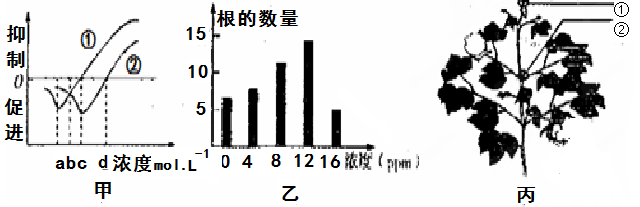 抑制
0
促进
①
②
abc d 浓度mol.L⁻¹
甲
根的数量
15
10
5
0 4 8 12 16 浓度(ppm)
乙
①
②
丙